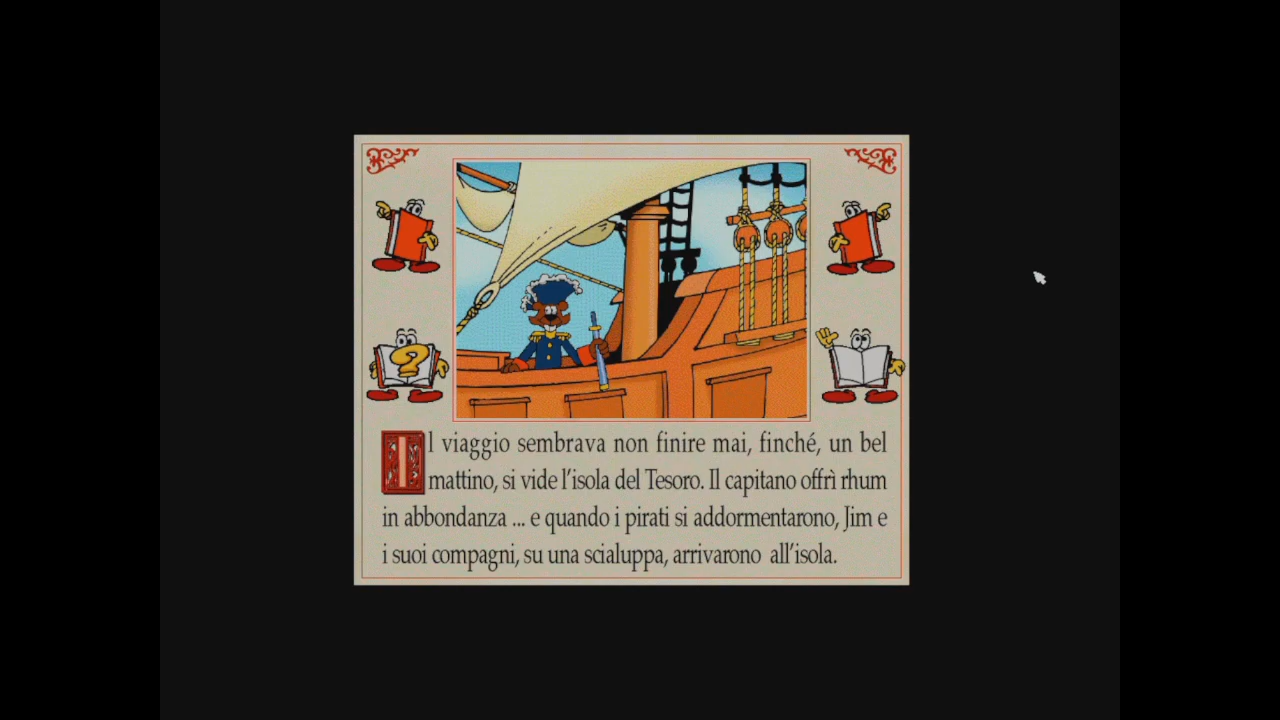 ?
Il viaggio sembrava non finire mai, finché, un bel
mattino, si vide l'isola del Tesoro. Il capitano offrì rhum
in abbondanza ... e quando i pirati si addormentarono, Jim e
i suoi compagni, su una scialuppa, arrivarono all'isola.